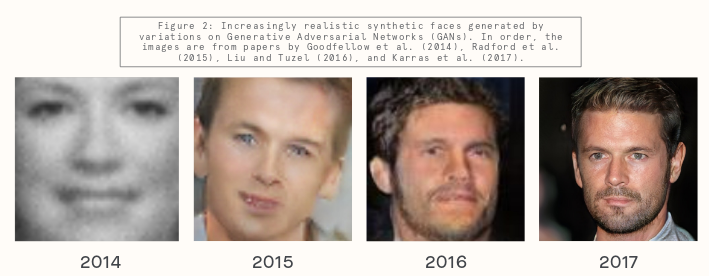 Figure 2: Increasingly realistic synthetic faces generated by
variations on Generative Adversarial Networks (GANs). In order, the
images are from papers by Goodfellow et al. (2014), Radford et al.
(2015), Liu and Tuzel (2016), and Karras et al. (2017).
2014
2015
2016
2017